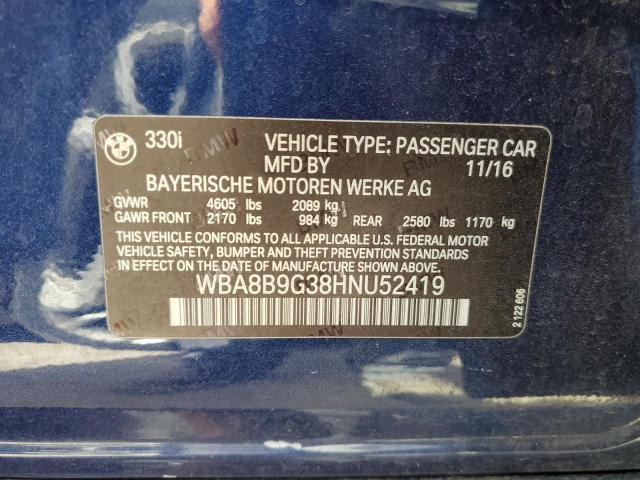 330i VEHICLE TYPE: PASSENGER CAR
MFD BY 11/16
BAYERISCHE MOTOREN WERKE AG
GVWR 4605 lbs 2089 kg
GAWR FRONT 2170 lbs 984 kg REAR 2580 lbs 1170 kg
THIS VEHICLE CONFORMS TO ALL APPLICABLE U.S. FEDERAL MOTOR
VEHICLE SAFETY, BUMPER, AND THEFT PREVENTION STANDARDS
IN EFFECT ON THE DATE OF MANUFACTURE SHOWN ABOVE.
WBA8B9G38HNU52419
2 122 806
BMW